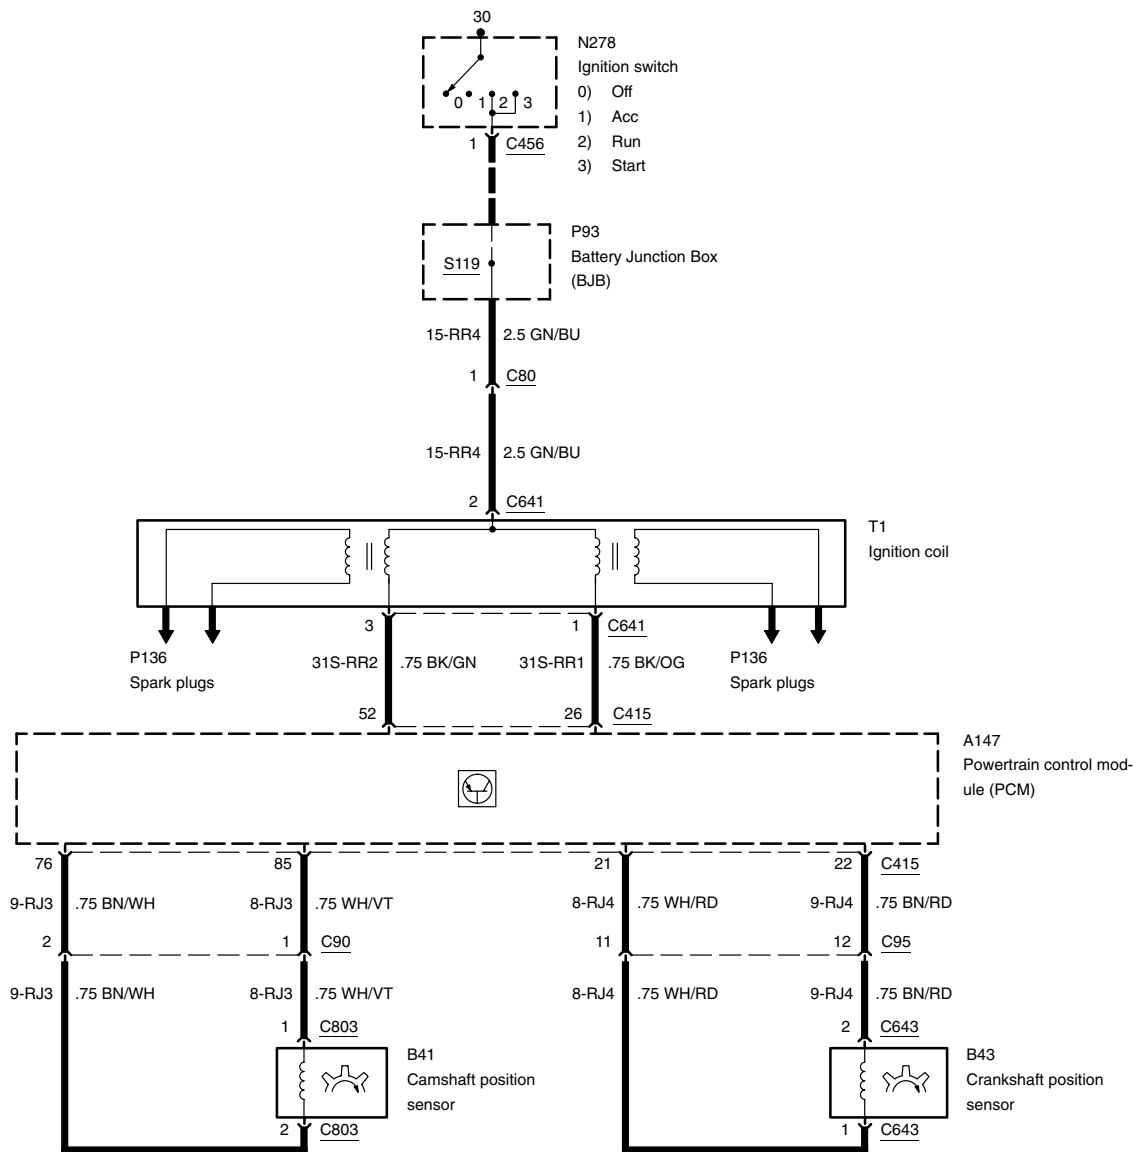 30
N278
Ignition switch
0) Off
1) Acc
2) Run
3) Start
0 1 2 3
1 C456
P93
Battery Junction Box
(BJB)
S119
15-RR4 2.5 GN/BU
1 C80
15-RR4 2.5 GN/BU
2 C641
T1
Ignition coil
3 1 C641
P136
Spark plugs
31S-RR2 .75 BK/GN 31S-RR1 .75 BK/OG
P136
Spark plugs
52 26 C415
A147
Powertrain control mod-
ule (PCM)
76 85 21 22 C415
9-RJ3 .75 BN/WH 8-RJ3 .75 WH/VT 8-RJ4 .75 WH/RD 9-RJ4 .75 BN/RD
2 1 C90 11 12 C95
9-RJ3 .75 BN/WH 8-RJ3 .75 WH/VT 8-RJ4 .75 WH/RD 9-RJ4 .75 BN/RD
1 C803 2 C643
B41
Camshaft position
sensor
B43
Crankshaft position
sensor
2 C803 1 C643